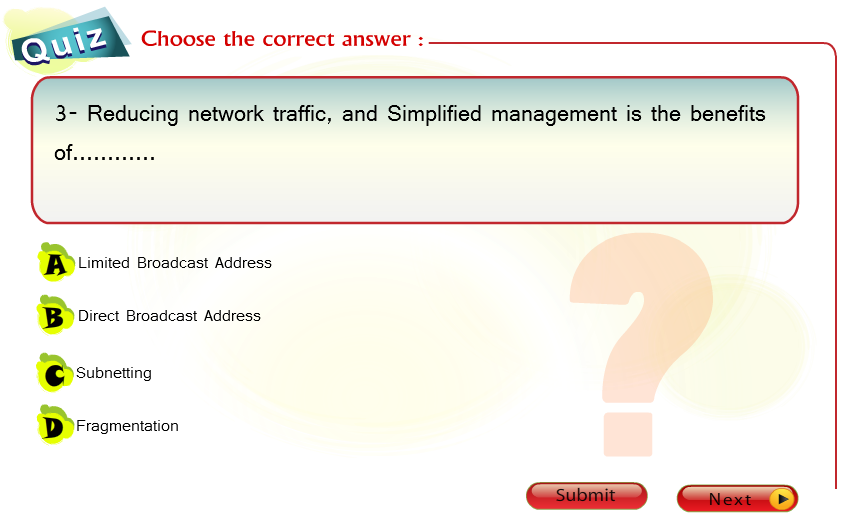 Quiz
Choose the correct answer :
3- Reducing network traffic, and Simplified management is the benefits
of............
A Limited Broadcast Address
B Direct Broadcast Address
C Subnetting
D Fragmentation
?
Submit
Next